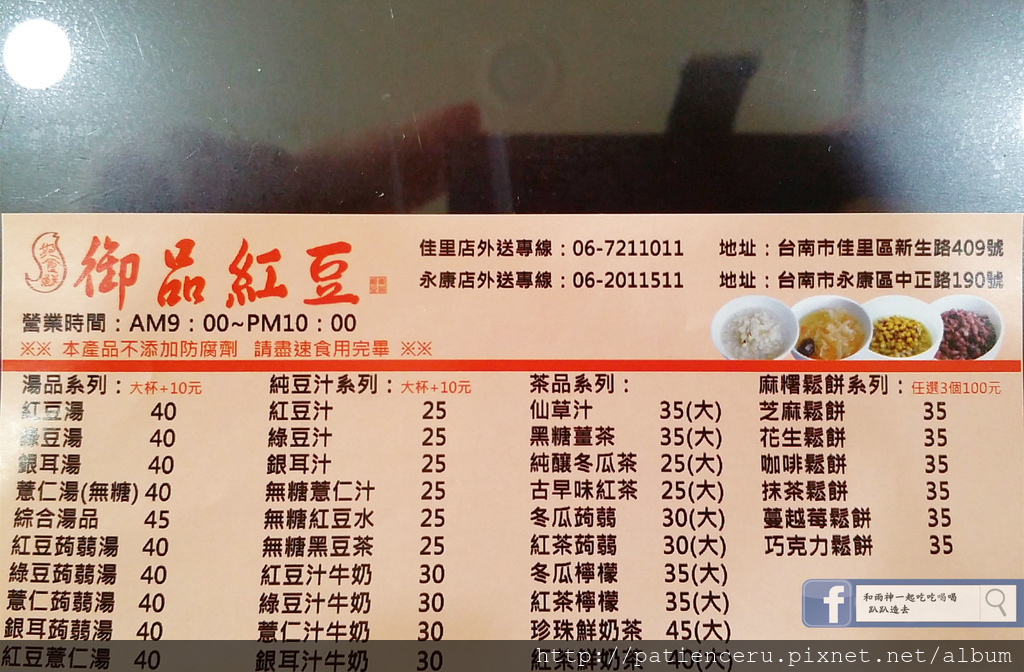 御品紅豆
佳里店外送專線：06-7211011 地址：台南市佳里區新生路409號
永康店外送專線：06-2011511 地址：台南市永康區中正路190號
營業時間：AM9：00~PM10：00
※※ 本產品不添加防腐劑 請盡速食用完畢 ※※
湯品系列：大杯+10元
紅豆湯 40
綠豆湯 40
銀耳湯 40
薏仁湯(無糖) 40
綜合湯品 45
紅豆蒟蒻湯 40
綠豆蒟蒻湯 40
薏仁蒟蒻湯 40
銀耳蒟蒻湯 40
紅豆薏仁湯 40
純豆汁系列：大杯+10元
紅豆汁 25
綠豆汁 25
銀耳汁 25
無糖薏仁汁 25
無糖紅豆水 25
無糖黑豆茶 25
紅豆汁牛奶 30
綠豆汁牛奶 30
薏仁汁牛奶 30
銀耳汁牛奶 30
茶品系列：
仙草汁 35(大)
黑糖薑茶 35(大)
純釀冬瓜茶 25(大)
古早味紅茶 25(大)
冬瓜蒟蒻 30(大)
紅茶蒟蒻 30(大)
冬瓜檸檬 35(大)
紅茶檸檬 35(大)
珍珠鮮奶茶 45(大)
紅茶鮮奶茶 40(大)
麻糬鬆餅系列：任選3個100元
芝麻鬆餅 35
花生鬆餅 35
咖啡鬆餅 35
抹茶鬆餅 35
蔓越莓鬆餅 35
巧克力鬆餅 35
f
和雨神一起吃吃喝喝
趴趴造去
http://patienceru.pixnet.net/album